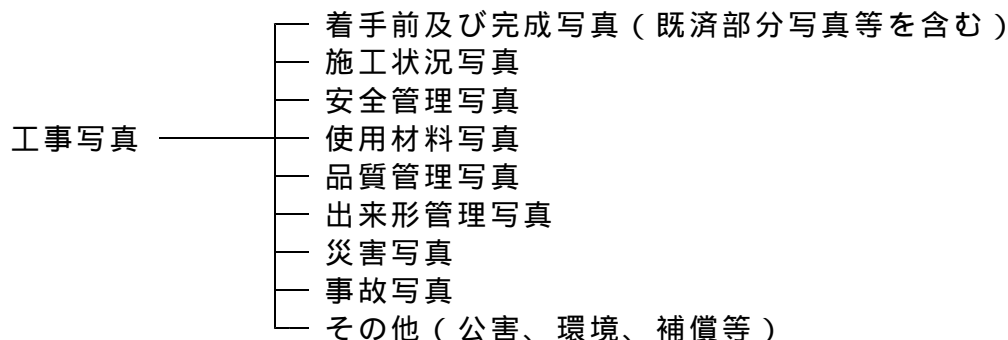 着手前及び完成写真（既済部分写真等を含む）
施工状況写真
安全管理写真
工事写真 使用材料写真
品質管理写真
出来形管理写真
災害写真
事故写真
その他（公害、環境、補償等）